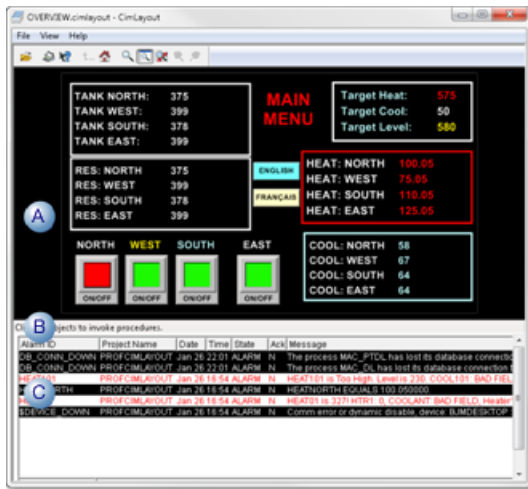 OVERVIEW.cimlayout - CimLayout
File View Help
TANK NORTH: 375
TANK WEST: 399
TANK SOUTH: 378
TANK EAST: 399
MAIN MENU
Target Heat: 575
Target Cool: 50
Target Level: 580
RES: NORTH 375
RES: WEST 399
RES: SOUTH 378
RES: EAST 399
ENGLISH
FRANÇAIS
HEAT: NORTH 100.05
HEAT: WEST 75.05
HEAT: SOUTH 110.05
HEAT: EAST 125.05
A
NORTH WEST SOUTH EAST
ON/OFF ON/OFF ON/OFF ON/OFF
COOL: NORTH 58
COOL: WEST 67
COOL: SOUTH 64
COOL: EAST 64
B
jects to invoke procedures.
Alarm ID Project Name Date Time State Ack Message
DB_CONN_DOWN PROFCIMLAYOUT Jan 26 22:01 ALARM N The process MAC_PTDL has lost its database connectio
DB_CONN_DOWN PROFCIMLAYOUT Jan 26 22:01 ALARM N The process MAC_DL has lost its database connection
HEAT101 PROFCIMLAYOUT Jan 26 16:54 ALARM N HEAT101 is Too High. Level is 230. COOL101: BAD FIEL
C
RTH PROFCIMLAYOUT Jan 26 16:54 ALARM N HEATNORTH EQUALS 100.050000
PROFCIMLAYOUT Jan 26 16:54 ALARM N HEAT01 is 327! HTR1: 0, COOLANT: BAD FIELD, Heater
$DEVICE_DOWN PROFCIMLAYOUT Jan 26 16:54 ALARM N Comm error or dynamic disable, device: BJMDESKTOP